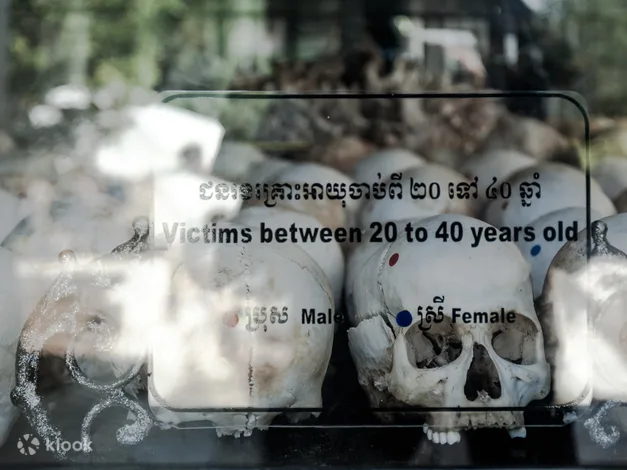 ជនរងគ្រោះអាយុចាប់ពី ២០ ទៅ ៤០ ឆ្នាំ
Victims between 20 to 40 years old
ប្រុស Male ស្រី Female
klook